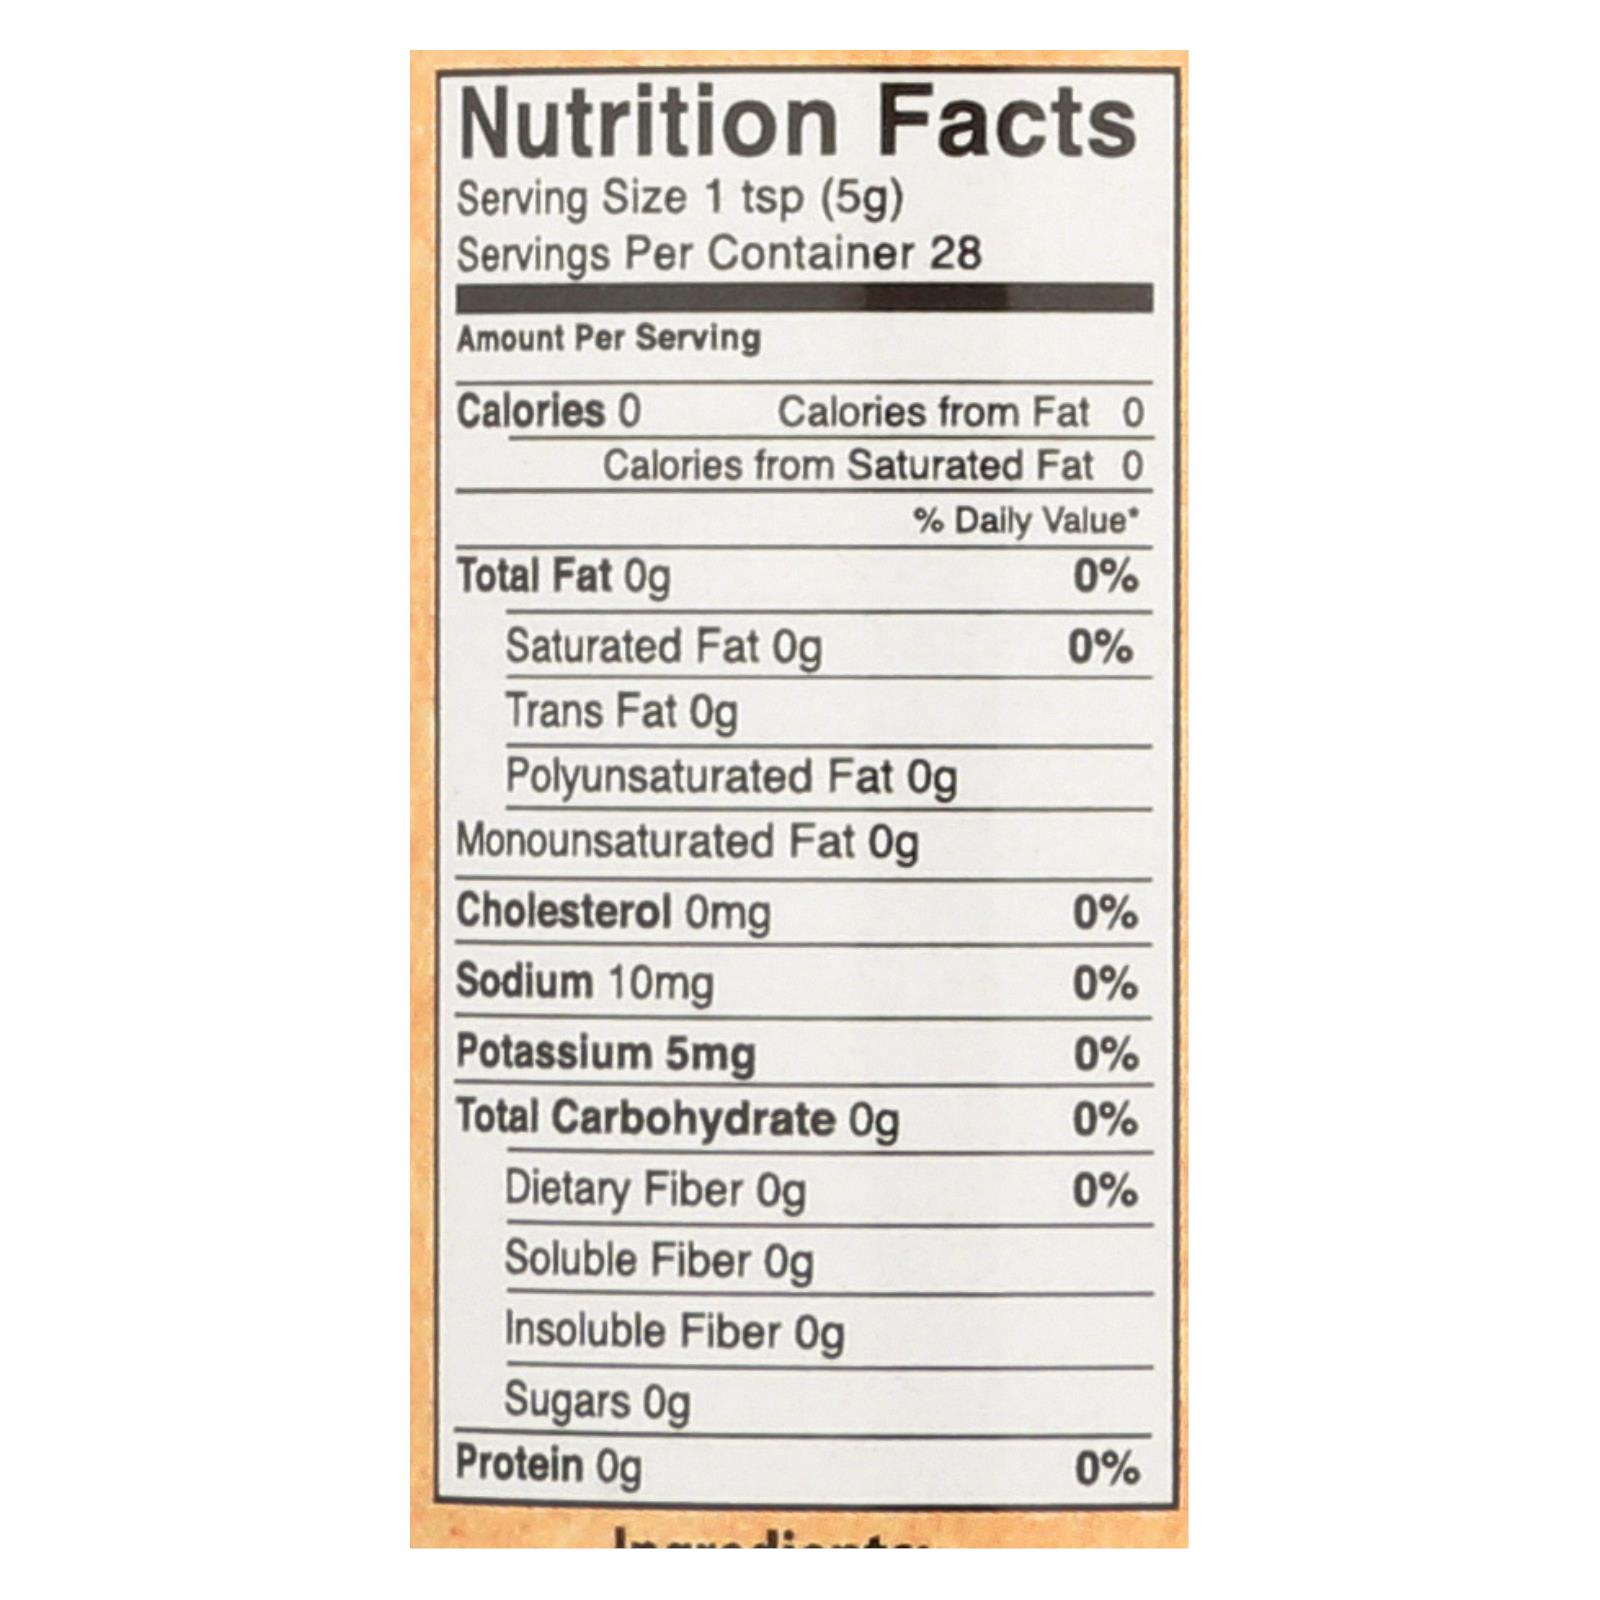 Nutrition Facts
Serving Size 1 tsp (5g)
Servings Per Container 28
Amount Per Serving
Calories 0 Calories from Fat 0
Calories from Saturated Fat 0
% Daily Value*
Total Fat 0g 0%
Saturated Fat 0g 0%
Trans Fat 0g
Polyunsaturated Fat 0g
Monounsaturated Fat 0g
Cholesterol 0mg 0%
Sodium 10mg 0%
Potassium 5mg 0%
Total Carbohydrate 0g 0%
Dietary Fiber 0g 0%
Soluble Fiber 0g
Insoluble Fiber 0g
Sugars 0g
Protein 0g 0%
Ingredients: